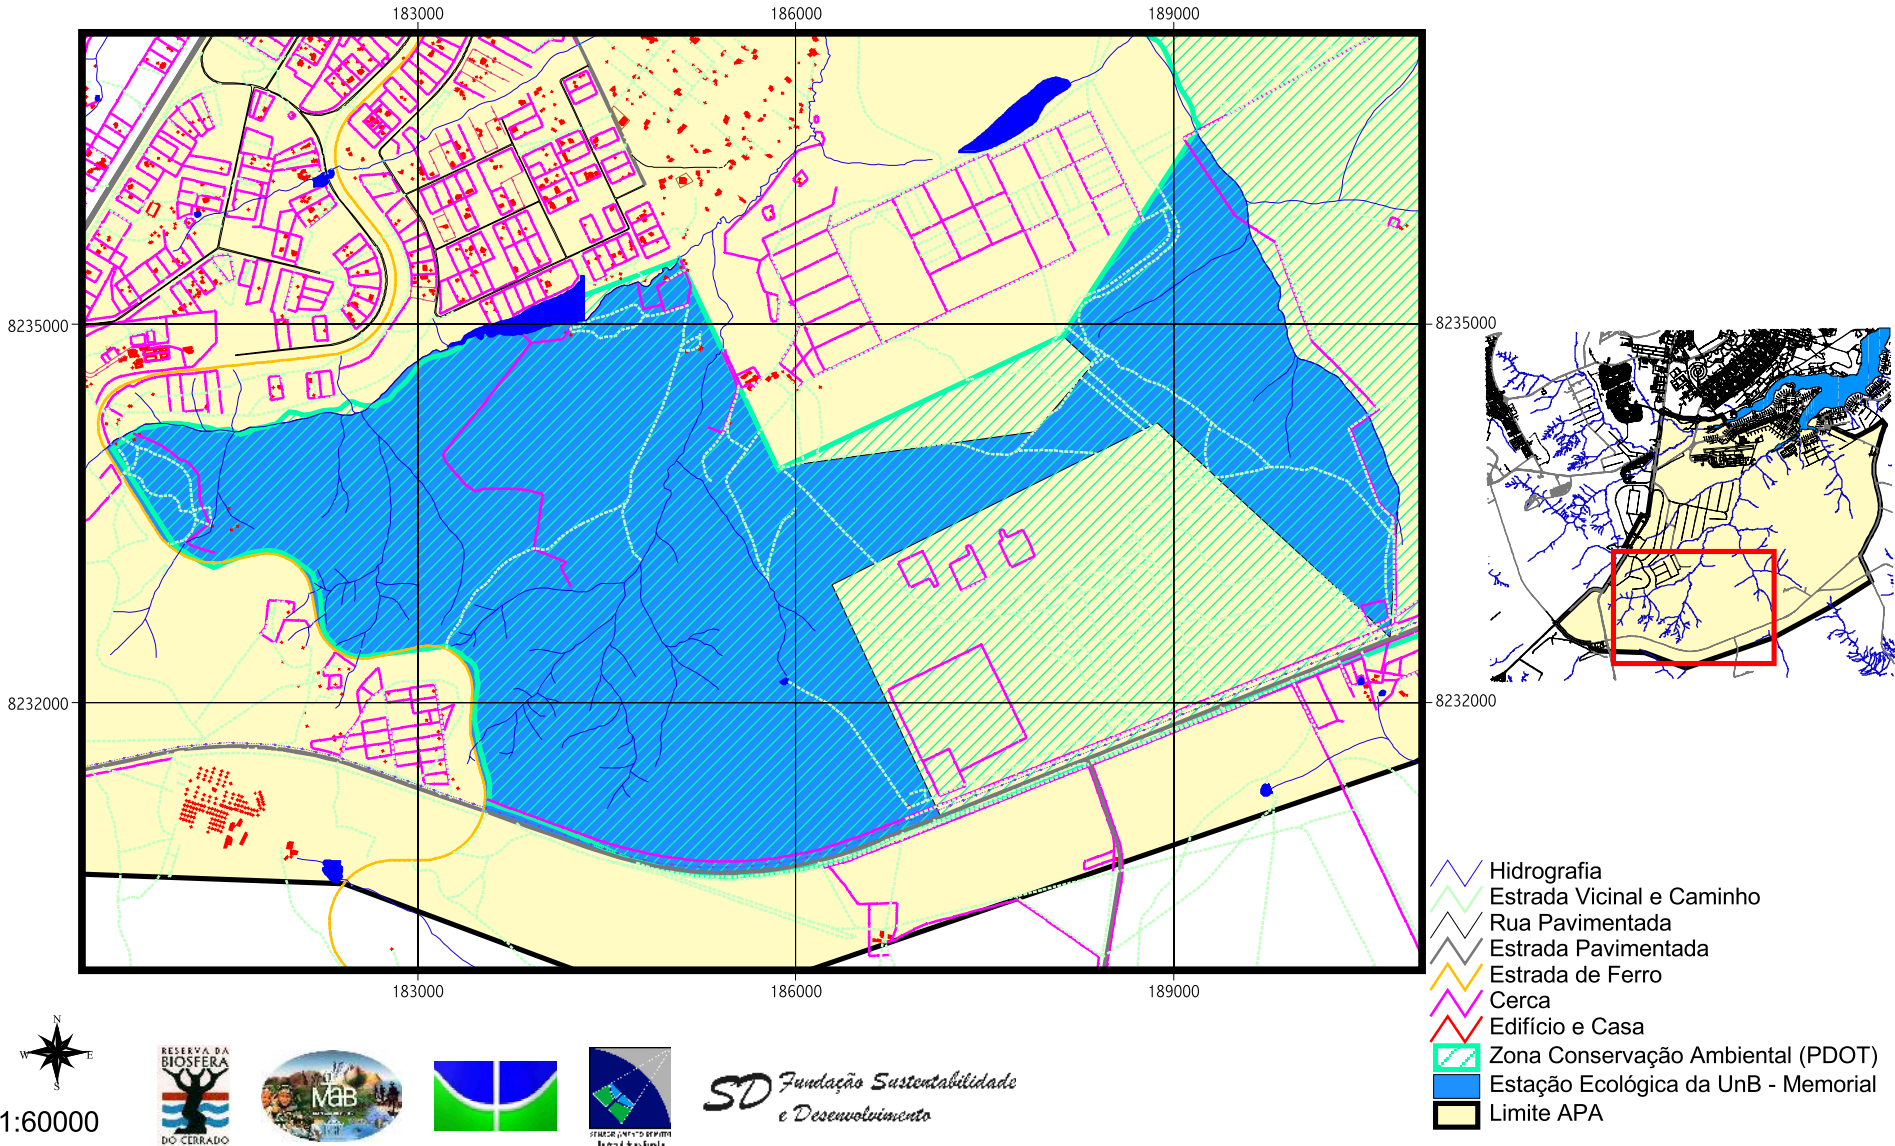 183000
186000
189000
8235000
8235000
8232000
8232000
183000
186000
189000
Hidrografia
Estrada Vicinal e Caminho
Rua Pavimentada
Estrada Pavimentada
Estrada de Ferro
Cerca
Edifício e Casa
Zona Conservação Ambiental (PDOT)
Estação Ecológica da UnB - Memorial
Limite APA
N
W
E
S
1:60000
RESERVA DA
BIOSFERA
DO CERRADO
MaB
SD Fundação Sustentabilidade
e Desenvolvimento